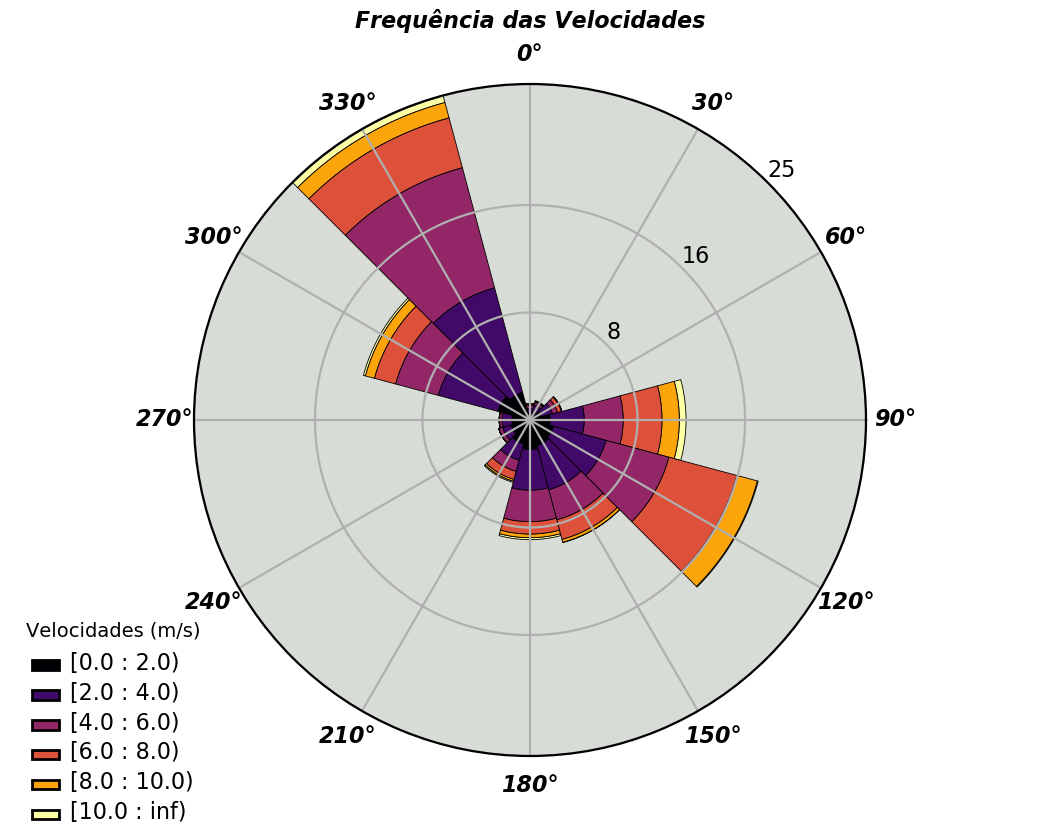 Frequência das Velocidades
0°
330°
30°
25
300°
60°
16
8
270°
90°
240°
120°
210°
150°
180°
Velocidades (m/s)
[0.0 : 2.0)
[2.0 : 4.0)
[4.0 : 6.0)
[6.0 : 8.0)
[8.0 : 10.0)
[10.0 : inf)